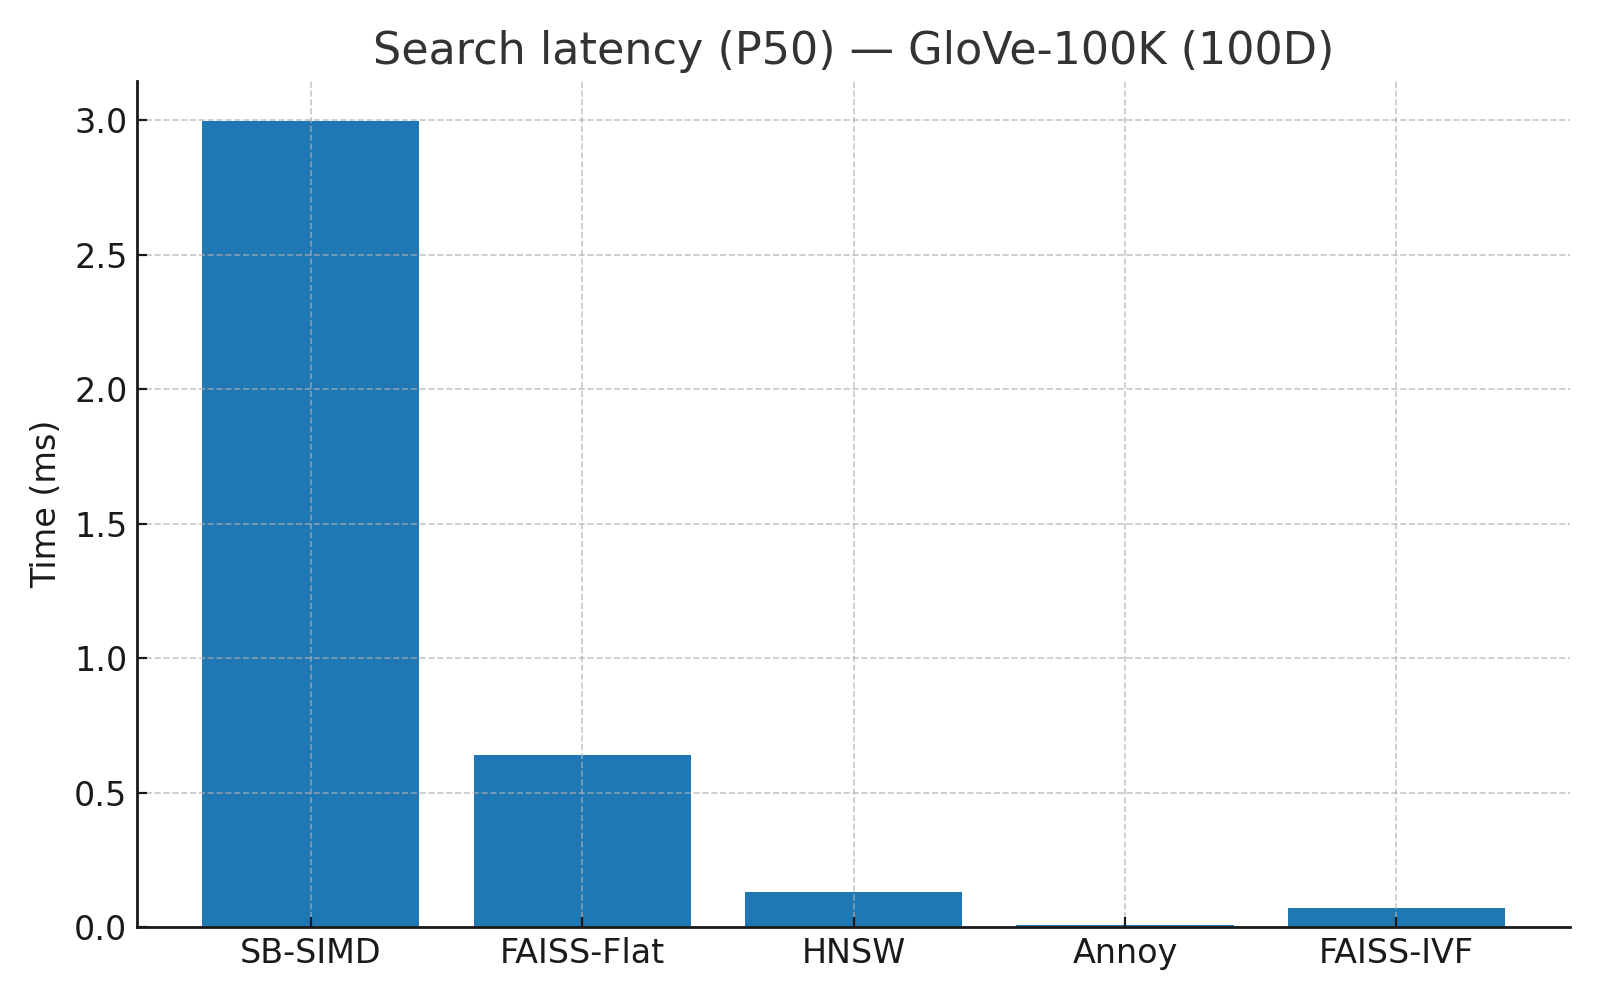 Search latency (P50) — GloVe-100K (100D)
Time (ms)
3.0
2.5
2.0
1.5
1.0
0.5
0.0
SB-SIMD FAISS-Flat HNSW Annoy FAISS-IVF